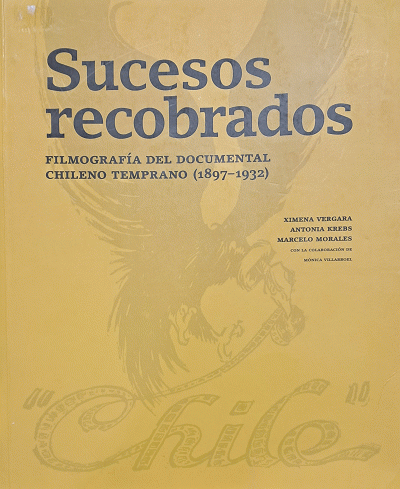 Sucesos
recobrados
FILMOGRAFÍA DEL DOCUMENTAL
CHILENO TEMPRANO (1897–1932)
XIMENA VERGARA
ANTONIA KREBS
MARCELO MORALES
CON LA COLABORACIÓN DE
MÓNICA VILLARROEL
"Chile"